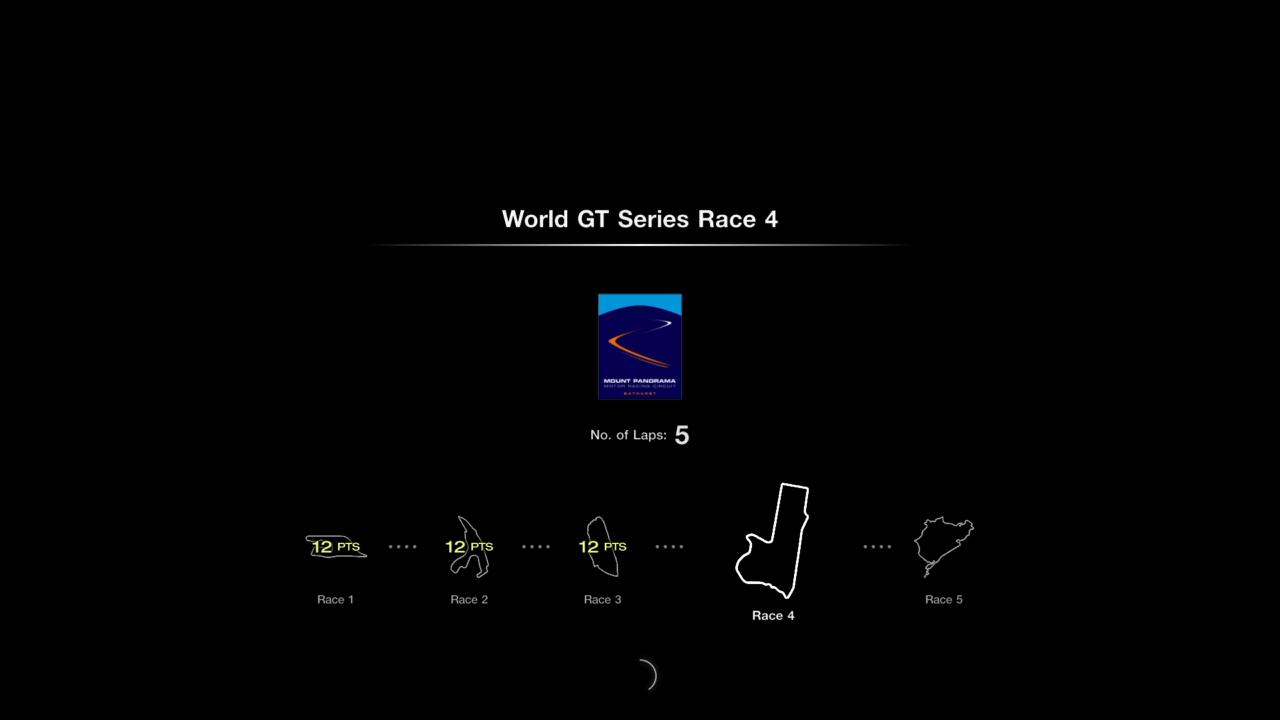 World GT Series Race 4
MOUNT PANORAMA
MOTOR RACING CIRCUIT
BATHURST
No. of Laps: 5
12 PTS 12 PTS 12 PTS
Race 1 Race 2 Race 3 Race 4 Race 5